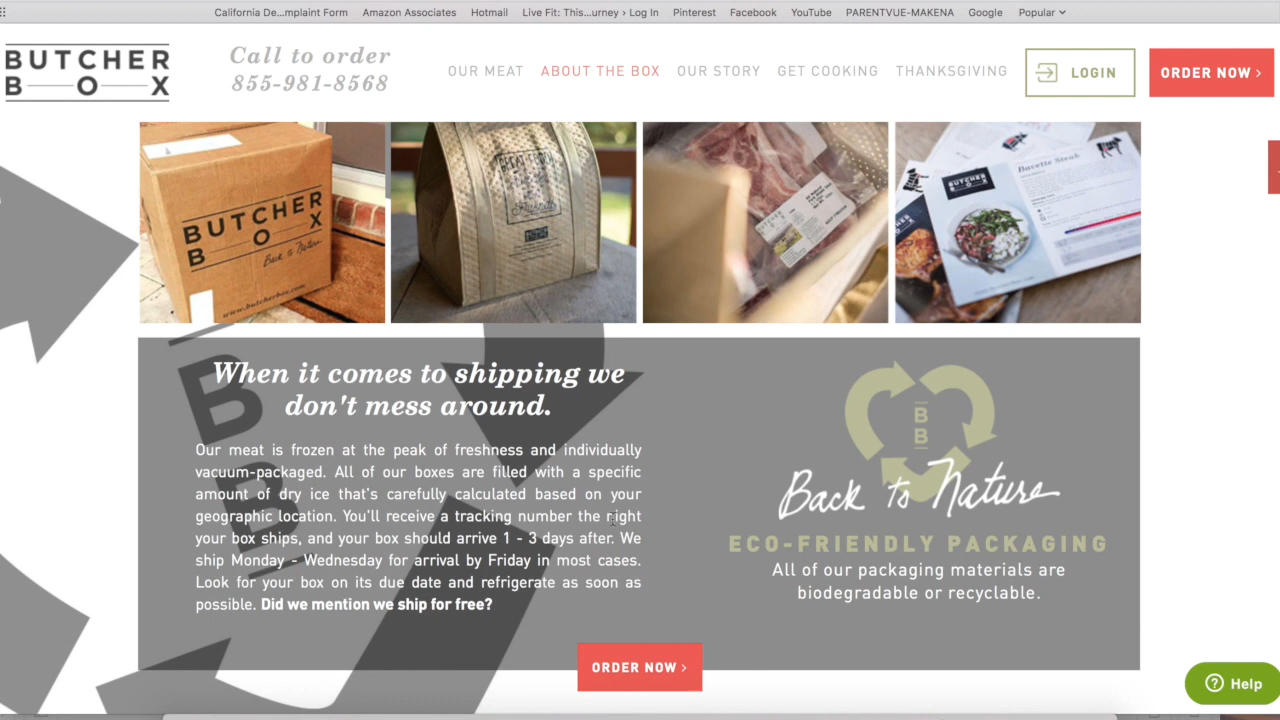 California De...mplaint Form Amazon Associates Hotmail Live Fit: This...urney › Log In Pinterest Facebook YouTube PARENTVUE-MAKENA Google Popular
BUTCHER
B O X
Call to order
855-981-8568
OUR MEAT ABOUT THE BOX OUR STORY GET COOKING THANKSGIVING
LOGIN
ORDER NOW ›
BUTCHER
B O X
Back to Nature
www.butcherbox.com
BUTCHER
B O X
Bavette Steak
When it comes to shipping we
don't mess around.
Our meat is frozen at the peak of freshness and individually
vacuum-packaged. All of our boxes are filled with a specific
amount of dry ice that's carefully calculated based on your
geographic location. You'll receive a tracking number the right
your box ships, and your box should arrive 1 - 3 days after. We
ship Monday - Wednesday for arrival by Friday in most cases.
Look for your box on its due date and refrigerate as soon as
possible. Did we mention we ship for free?
B
B
B
B
Back to Nature
ECO-FRIENDLY PACKAGING
All of our packaging materials are
biodegradable or recyclable.
ORDER NOW ›
Help